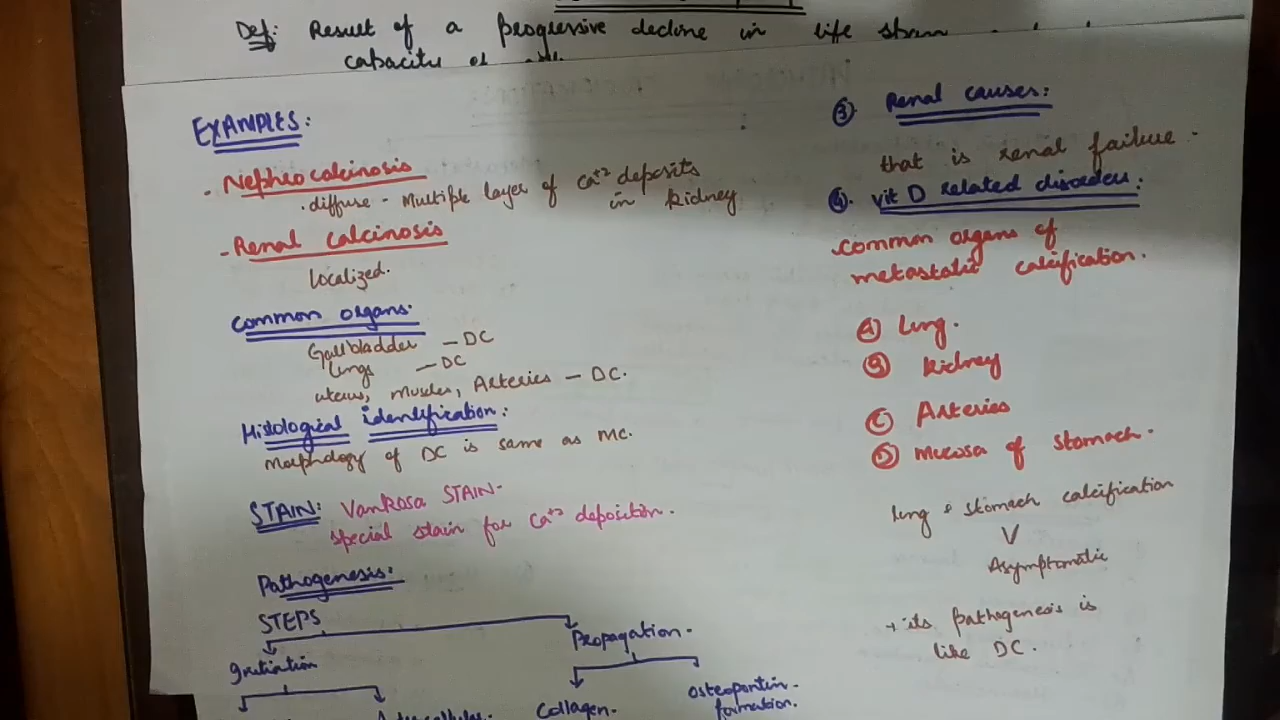 Def: Result of a progressive decline in life
capacity of
EXAMPLES:
- Nephrocalcinosis
. diffuse - Multiple layer of Ca+2 deposits
in kidney
- Renal calcinosis
localized.
Common organs.
Gallbladder - DC
lungs - DC
uterus, Muscles, Arteries - DC.
Histological identification:
Morphology of DC is same as MC.
STAIN: VanKosa STAIN-
special stain for Ca+2 deposition.
Pathogenesis:
STEPS
Initiation
Propagation-
Collagen-
osteopontin-
formation.
③ Renal causes:
that is renal failure -
④. vit D related disorders:
common organs of
metastatic calcification.
Ⓐ Lung.
Ⓑ Kidney
Ⓒ Arteries
Ⓓ Mucosa of stomach.
lung & stomach calcification
Asymptomatic
+ its pathogenesis is
like DC.